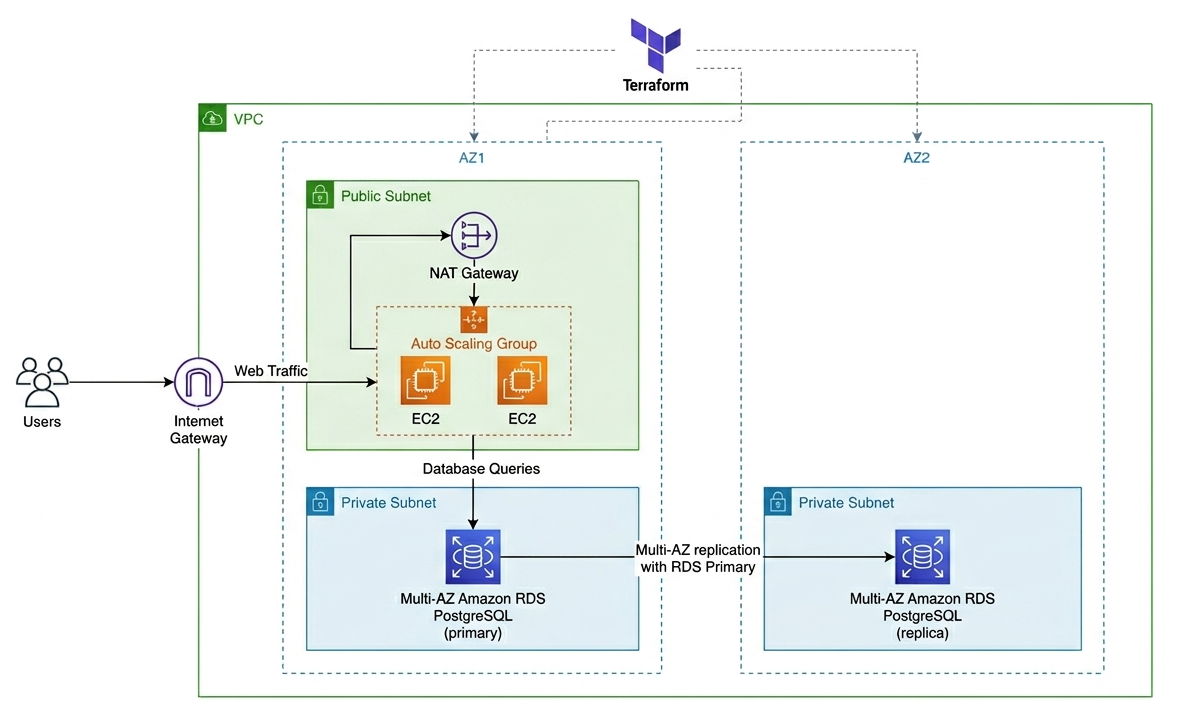 Terraform
VPC
AZ1
AZ2
Public Subnet
NAT Gateway
Auto Scaling Group
Web Traffic
EC2
EC2
Users
Internet
Gateway
Database Queries
Private Subnet
Private Subnet
Multi-AZ replication
with RDS Primary
Multi-AZ Amazon RDS
PostgreSQL
(primary)
Multi-AZ Amazon RDS
PostgreSQL
(replica)